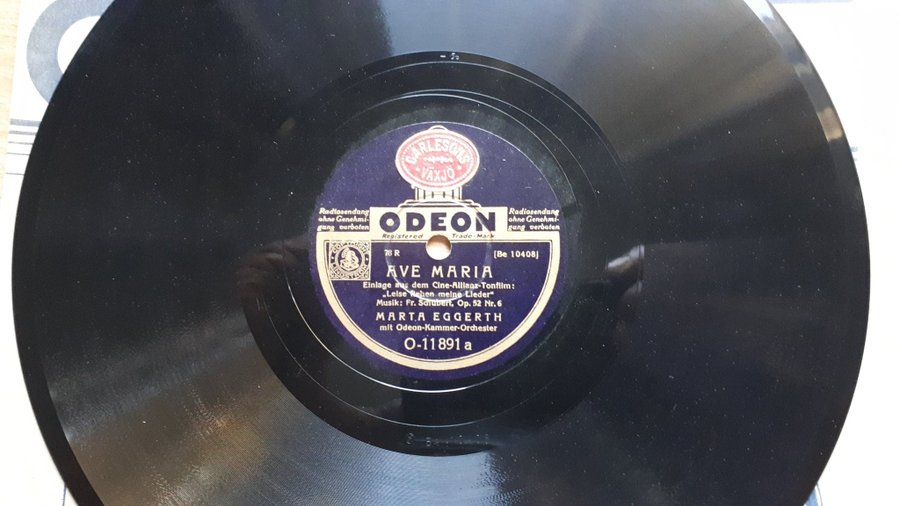 CARLESONS
VÄXJÖ
Radiosendung
ohne Genehmi-
gung verboten
ODEON
Registered Trade-Mark
Radiosendung
ohne Genehmi-
gung verboten
78 R
[Be 10408]
AVE MARIA
Einlage aus dem Cine-Allianz-Tonfilm:
„Leise flehen meine Lieder"
Musik: Fr. Schubert, Op. 52 Nr. 6
MARTA EGGERTH
mit Odeon-Kammer-Orchester
O-11891 a